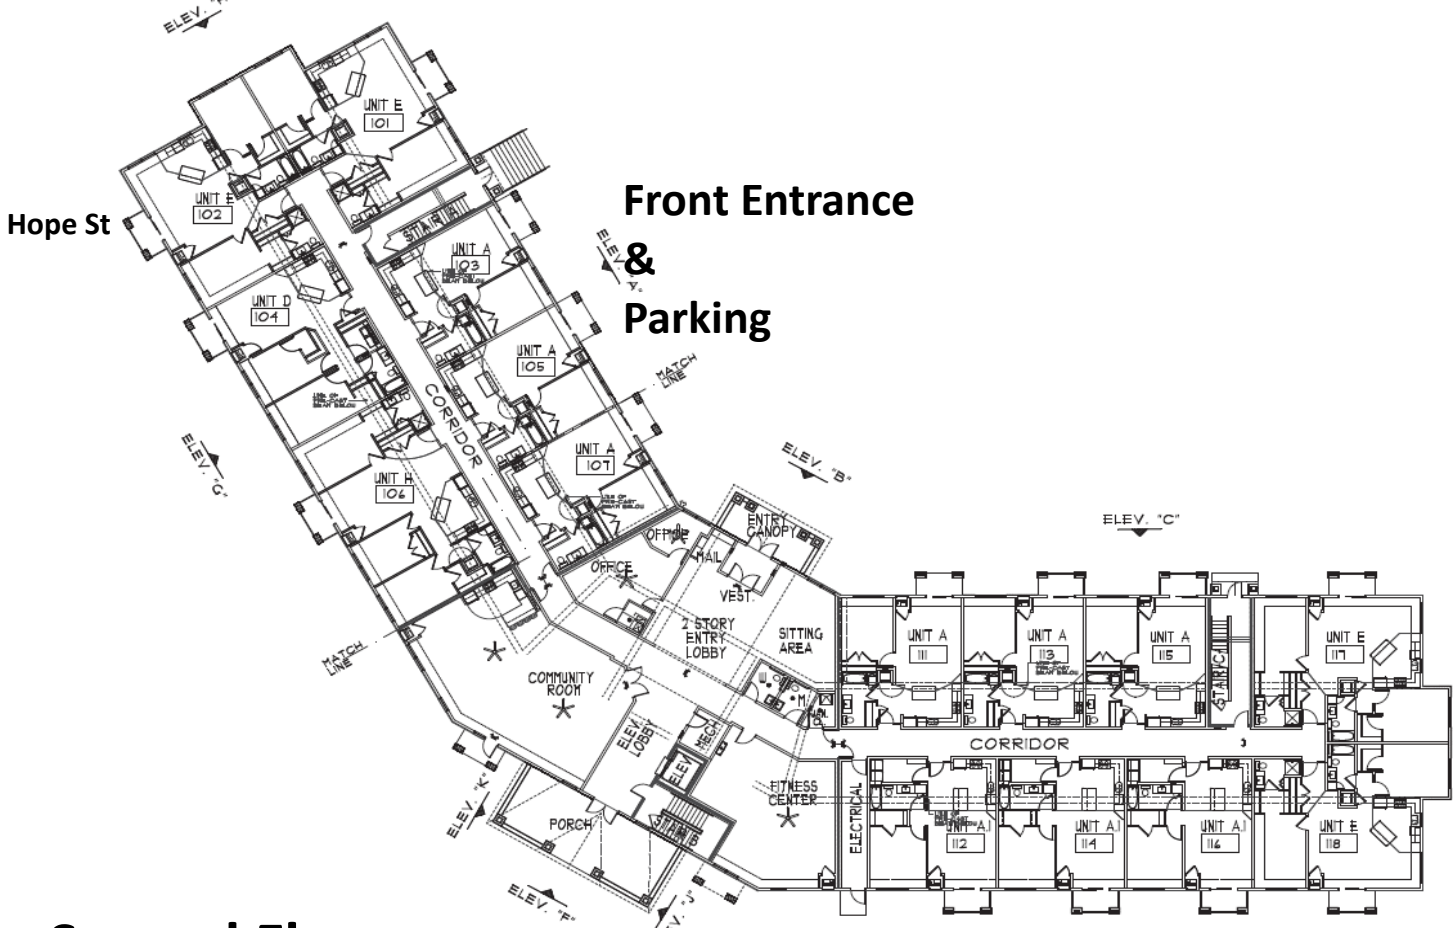 ELEV.
UNIT E
101
UNIT E
102
Hope St
Front Entrance
&
Parking
STAIR A
UNIT A
103
ELEV. "A"
UNIT D
104
UNIT A
105
MATCH
LINE
CORRIDOR
UNIT A
107
ELEV. "G"
UNIT H
106
ELEV. "B"
ENTRY
CANOPY
ELEV. "C"
OFFICE
MAIL
OFFICE
VEST.
2 STORY
ENTRY
LOBBY
SITTING
AREA
UNIT A
111
UNIT A
113
UNIT A
115
STAIR C
UNIT E
117
MATCH
LINE
COMMUNITY
ROOM
M
ELEV.
LOBBY
MECH
ELEV
CORRIDOR
FITNESS
CENTER
ELECTRICAL
ELEV. "K"
PORCH
STAIR B
UNIT A.1
112
UNIT A.1
114
UNIT A.1
116
UNIT E
118
ELEV. "F"
ELEV. "J"